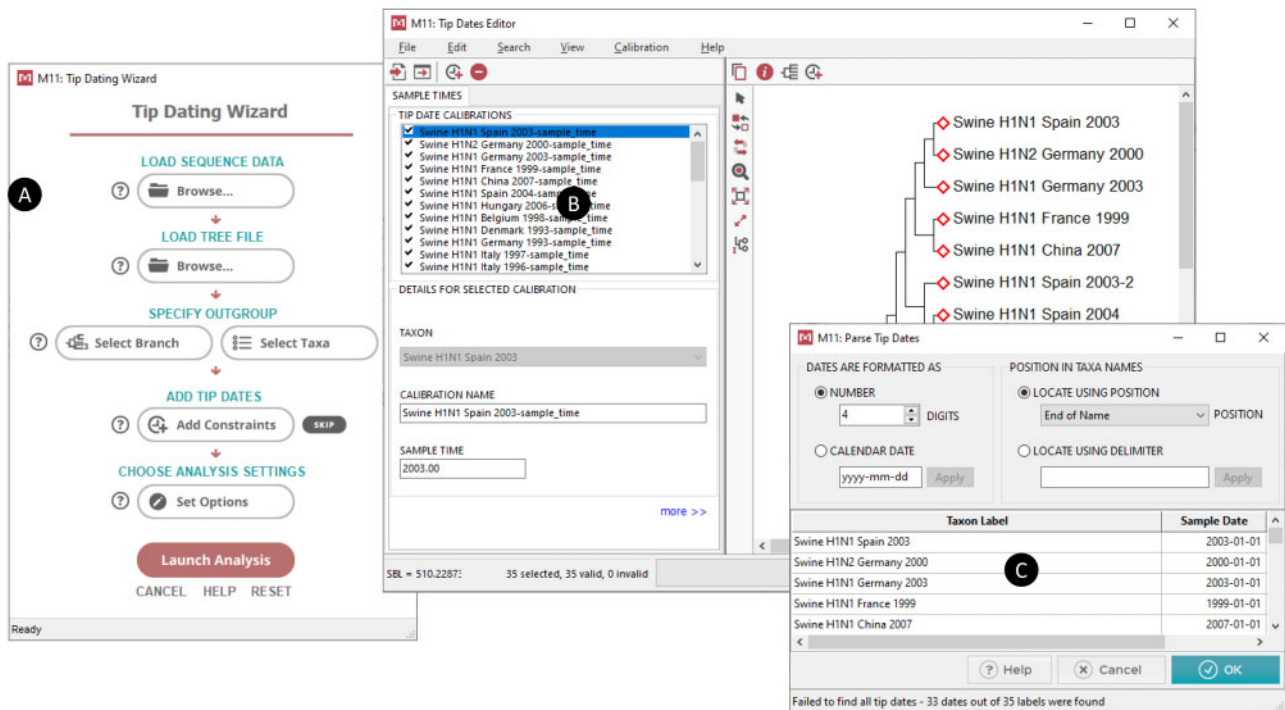 M11: Tip Dating Wizard
Tip Dating Wizard
A
LOAD SEQUENCE DATA
? Browse...
LOAD TREE FILE
? Browse...
SPECIFY OUTGROUP
? Select Branch Select Taxa
ADD TIP DATES
? Add Constraints SKIP
CHOOSE ANALYSIS SETTINGS
? Set Options
Launch Analysis
CANCEL HELP RESET
Ready
M11: Tip Dates Editor
File Edit Search View Calibration Help
SAMPLE TIMES
TIP DATE CALIBRATIONS
Swine H1N1 Spain 2003-sample_time
Swine H1N2 Germany 2000-sample_time
Swine H1N1 Germany 2003-sample_time
Swine H1N1 France 1999-sample_time
Swine H1N1 China 2007-sample_time
Swine H1N1 Spain 2004-sample_time
Swine H1N1 Hungary 2006-sample_time
Swine H1N1 Belgium 1998-sample_time
Swine H1N1 Denmark 1993-sample_time
Swine H1N1 Germany 1993-sample_time
Swine H1N1 Italy 1997-sample_time
Swine H1N1 Italy 1996-sample_time
B
DETAILS FOR SELECTED CALIBRATION
TAXON
Swine H1N1 Spain 2003
CALIBRATION NAME
Swine H1N1 Spain 2003-sample_time
SAMPLE TIME
2003.00
more >>
SBL = 510.2287 35 selected, 35 valid, 0 invalid
Swine H1N1 Spain 2003
Swine H1N2 Germany 2000
Swine H1N1 Germany 2003
Swine H1N1 France 1999
Swine H1N1 China 2007
Swine H1N1 Spain 2003-2
Swine H1N1 Spain 2004
M11: Parse Tip Dates
DATES ARE FORMATTED AS
NUMBER
4 DIGITS
CALENDAR DATE
yyyy-mm-dd Apply
POSITION IN TAXA NAMES
LOCATE USING POSITION
End of Name POSITION
LOCATE USING DELIMITER
Apply
Taxon Label Sample Date
Swine H1N1 Spain 2003 2003-01-01
Swine H1N2 Germany 2000 2000-01-01
Swine H1N1 Germany 2003 2003-01-01
Swine H1N1 France 1999 1999-01-01
Swine H1N1 China 2007 2007-01-01
C
? Help Cancel OK
Failed to find all tip dates - 33 dates out of 35 labels were found